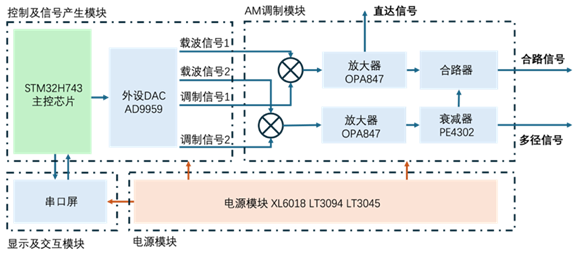 控制及信号产生模块
AM调制模块
直达信号
STM32H743
主控芯片
外设DAC
AD9959
载波信号1
载波信号2
调制信号1
调制信号2
放大器
OPA847
合路器
合路信号
放大器
OPA847
衰减器
PE4302
多径信号
串口屏
电源模块 XL6018 LT3094 LT3045
显示及交互模块
电源模块